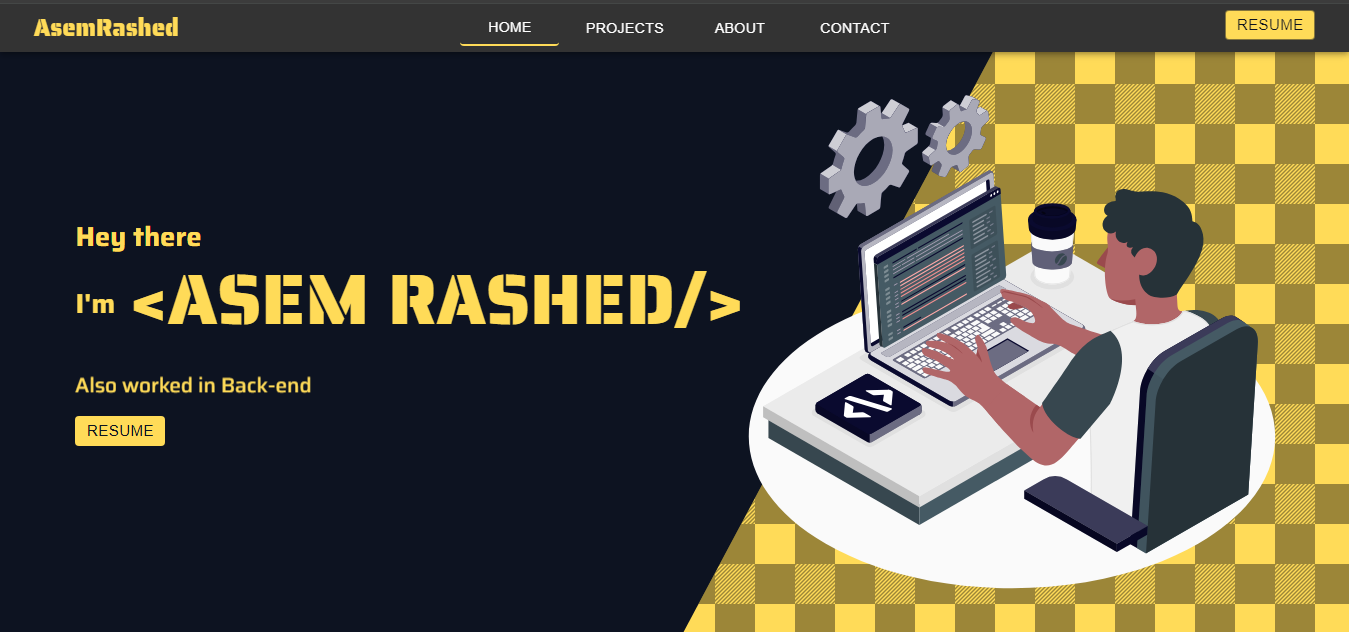 AsemRashed HOME PROJECTS ABOUT CONTACT RESUME
Hey there
I'm <ASEM RASHED/>
Also worked in Back-end
RESUME